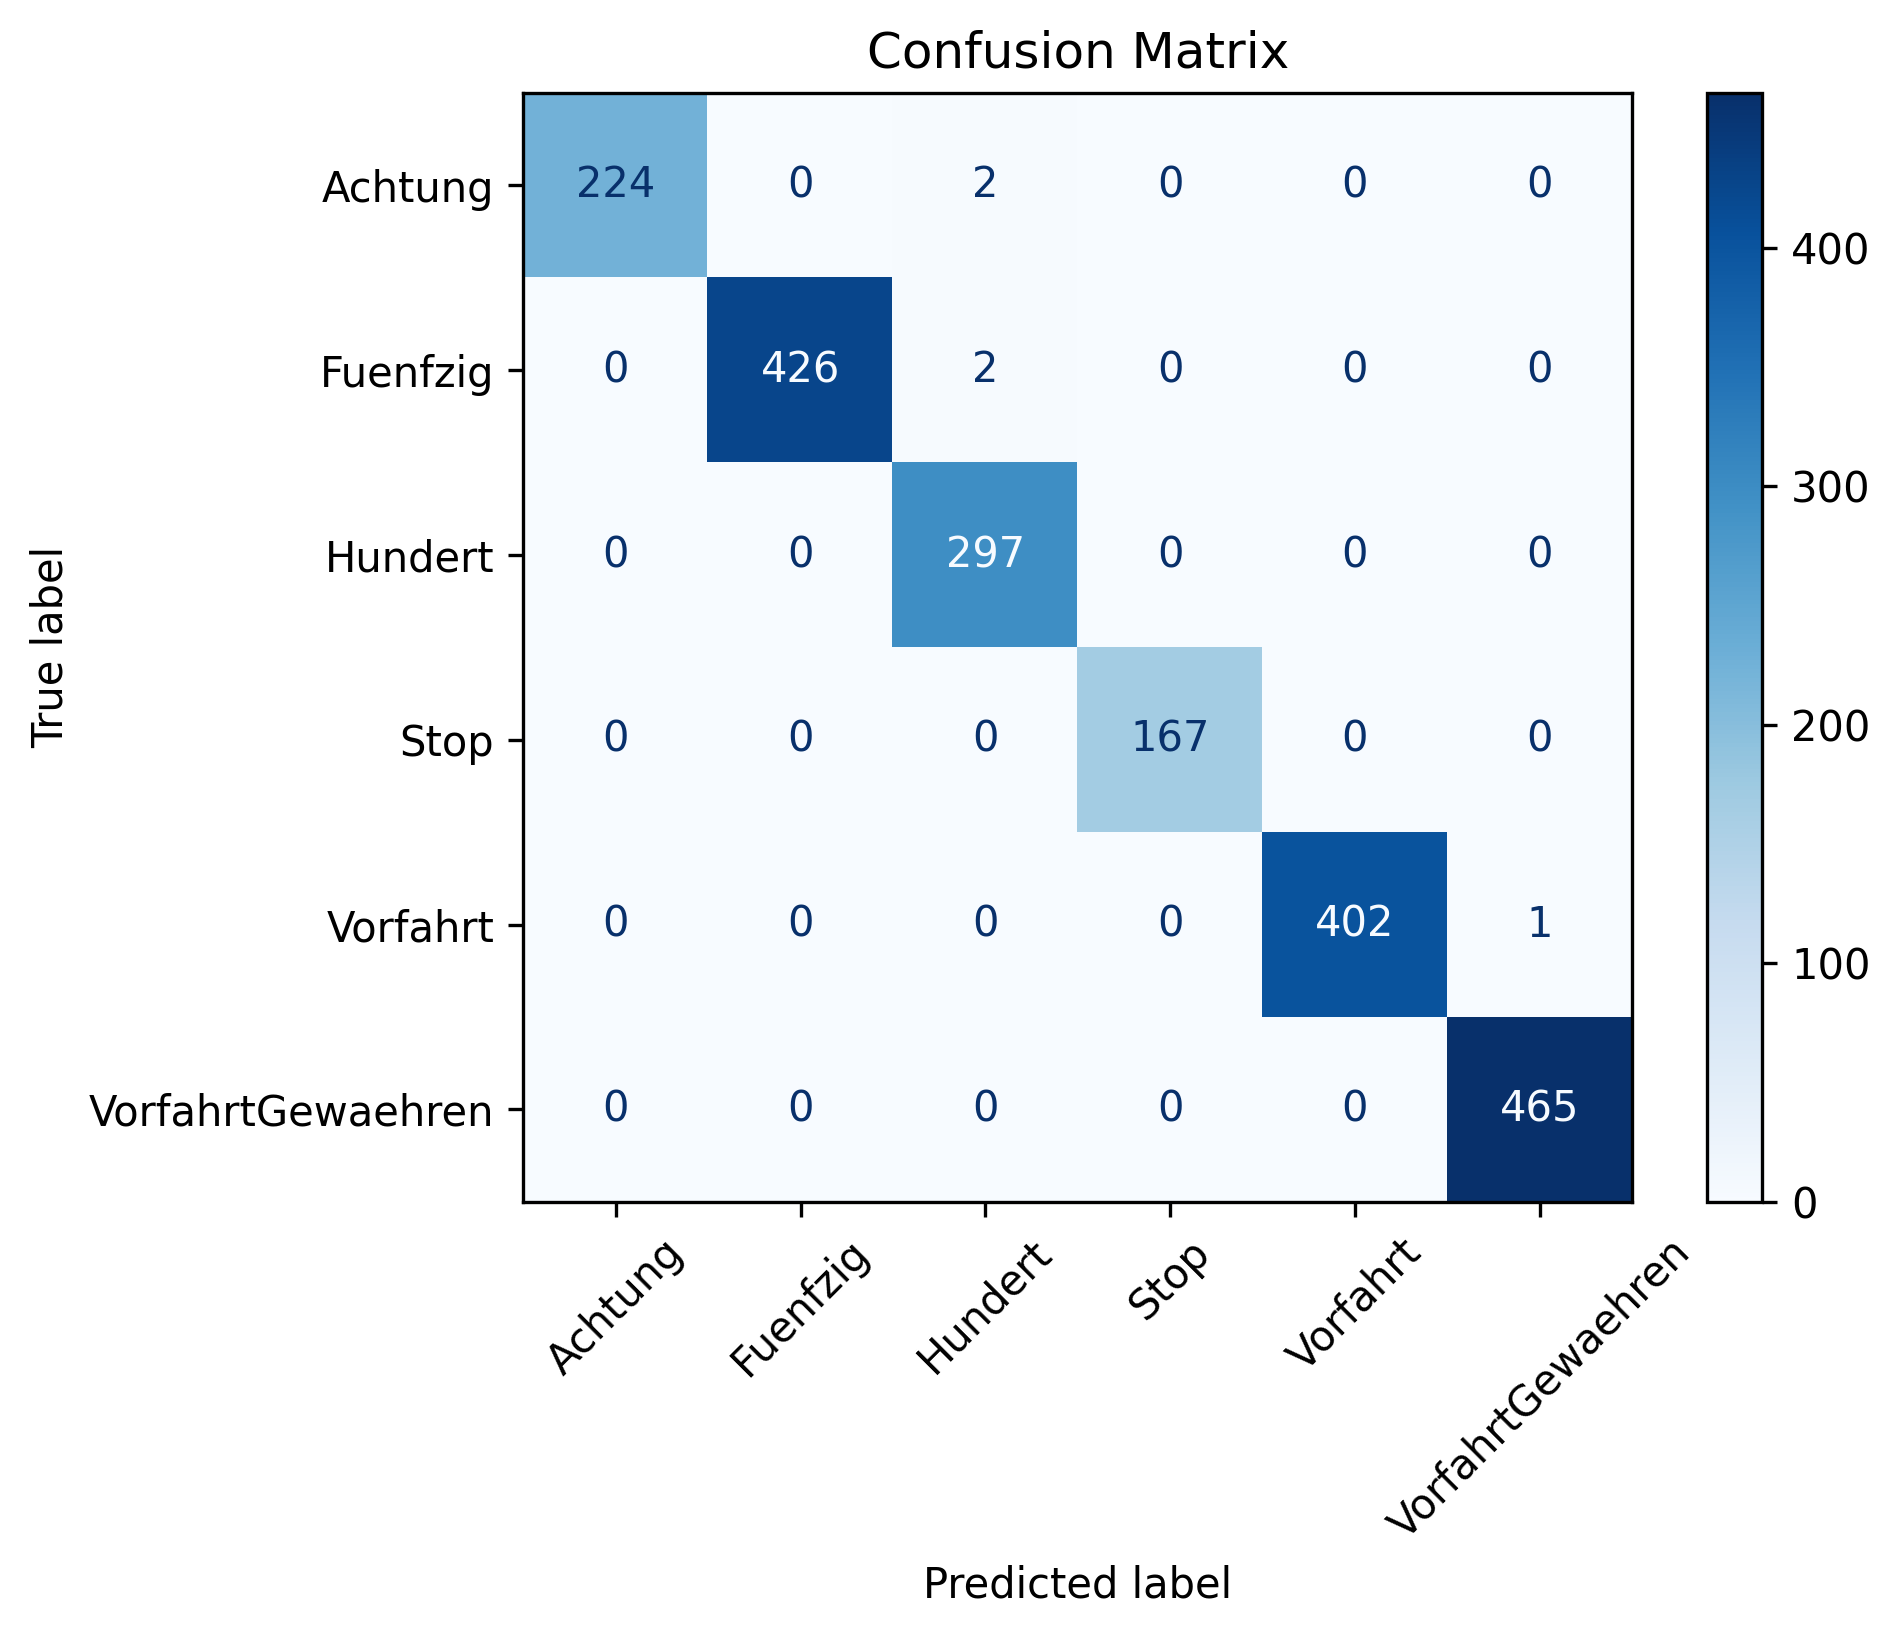 Confusion Matrix
True label
Achtung 224 0 2 0 0 0
Fuenfzig 0 426 2 0 0 0
Hundert 0 0 297 0 0 0
Stop 0 0 0 167 0 0
Vorfahrt 0 0 0 0 402 1
VorfahrtGewaehren 0 0 0 0 0 465
Achtung Fuenfzig Hundert Stop Vorfahrt VorfahrtGewaehren
Predicted label
400
300
200
100
0